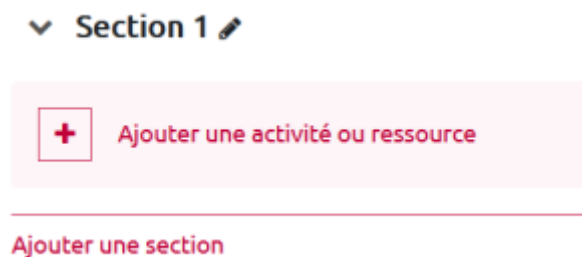 Section 1
Ajouter une activité ou ressource
Ajouter une section